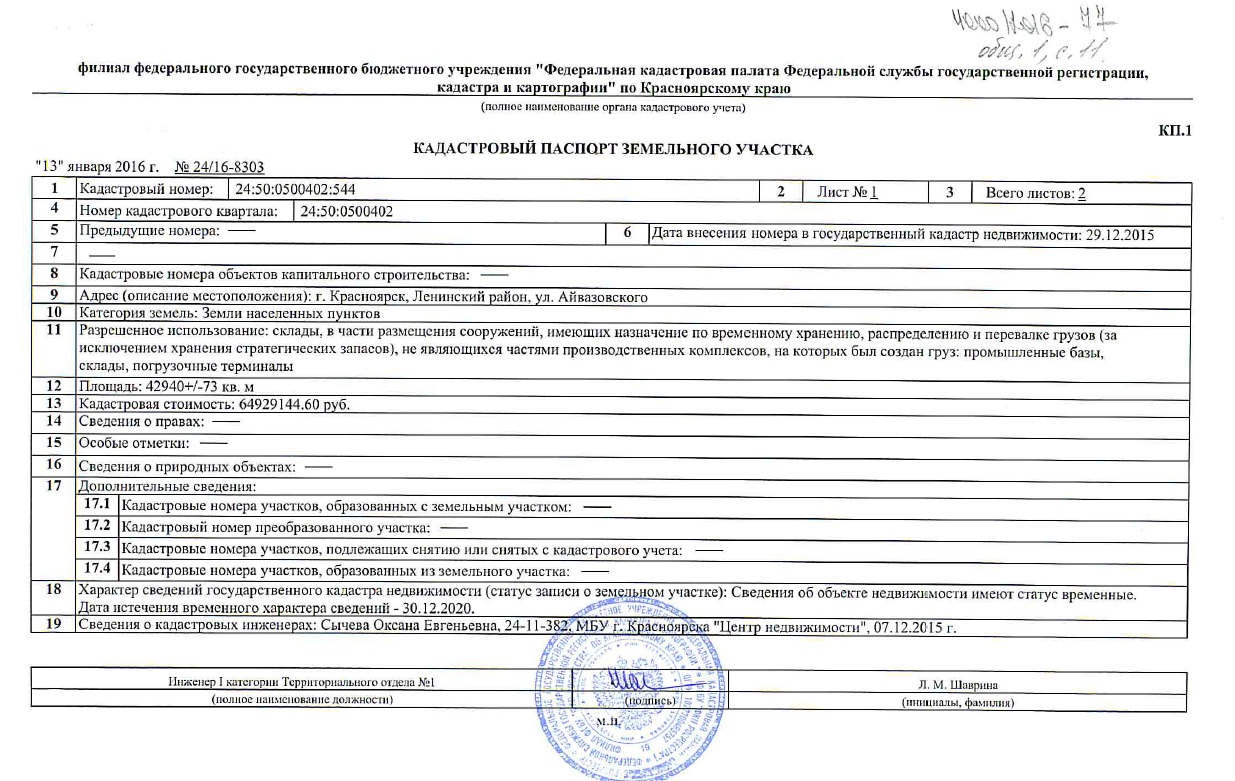 филиал федерального государственного бюджетного учреждения "Федеральная кадастровая палата Федеральной службы государственной регистрации,
кадастра и картографии" по Красноярскому краю
(полное наименование органа кадастрового учета)
КП.1
КАДАСТРОВЫЙ ПАСПОРТ ЗЕМЕЛЬНОГО УЧАСТКА
"13" января 2016 г. № 24/16-8303
1 Кадастровый номер: 24:50:0500402:544 2 Лист № 1 3 Всего листов: 2
4 Номер кадастрового квартала: 24:50:0500402
5 Предыдущие номера: —— 6 Дата внесения номера в государственный кадастр недвижимости: 29.12.2015
7 ——
8 Кадастровые номера объектов капитального строительства: ——
9 Адрес (описание местоположения): г. Красноярск, Ленинский район, ул. Айвазовского
10 Категория земель: Земли населенных пунктов
11 Разрешенное использование: склады, в части размещения сооружений, имеющих назначение по временному хранению, распределению и перевалке грузов (за
исключением хранения стратегических запасов), не являющихся частями производственных комплексов, на которых был создан груз: промышленные базы,
склады, погрузочные терминалы
12 Площадь: 42940+/-73 кв. м
13 Кадастровая стоимость: 64929144.60 руб.
14 Сведения о правах: ——
15 Особые отметки: ——
16 Сведения о природных объектах: ——
17 Дополнительные сведения:
17.1 Кадастровые номера участков, образованных с земельным участком: ——
17.2 Кадастровый номер преобразованного участка: ——
17.3 Кадастровые номера участков, подлежащих снятию или снятых с кадастрового учета: ——
17.4 Кадастровые номера участков, образованных из земельного участка: ——
18 Характер сведений государственного кадастра недвижимости (статус записи о земельном участке): Сведения об объекте недвижимости имеют статус временные.
Дата истечения временного характера сведений - 30.12.2020.
19 Сведения о кадастровых инженерах: Сычева Оксана Евгеньевна, 24-11-382, МБУ г. Красноярска "Центр недвижимости", 07.12.2015 г.
Инженер I категории Территориального отдела №1 Л. М. Шаврина
(полное наименование должности) (подпись) (инициалы, фамилия)
М.П.